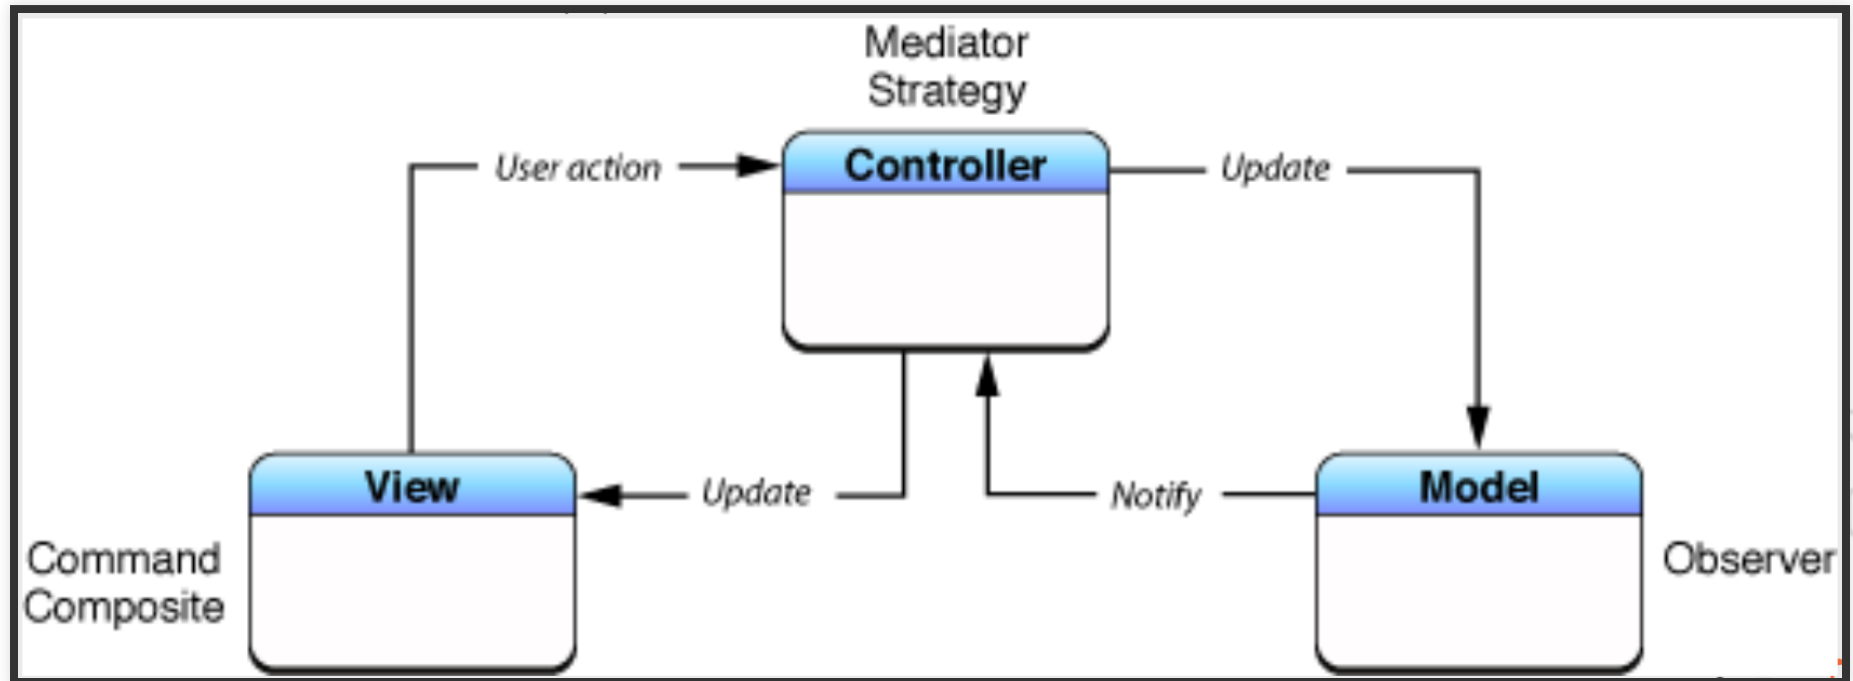 Mediator
Strategy
User action
Controller
Update
View
Update
Notify
Model
Command
Composite
Observer